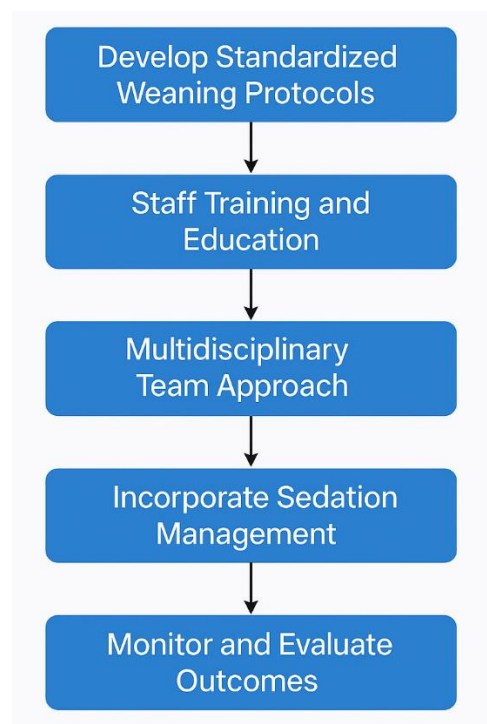 Develop Standardized
Weaning Protocols
Staff Training and
Education
Multidisciplinary
Team Approach
Incorporate Sedation
Management
Monitor and Evaluate
Outcomes